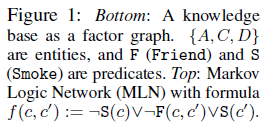 Figure 1: Bottom: A knowledge
base as a factor graph. {A, C, D}
are entities, and F (Friend) and S
(Smoke) are predicates. Top: Markov
Logic Network (MLN) with formula
f(c, c′) := ¬S(c)∨¬F(c, c′)∨S(c′).